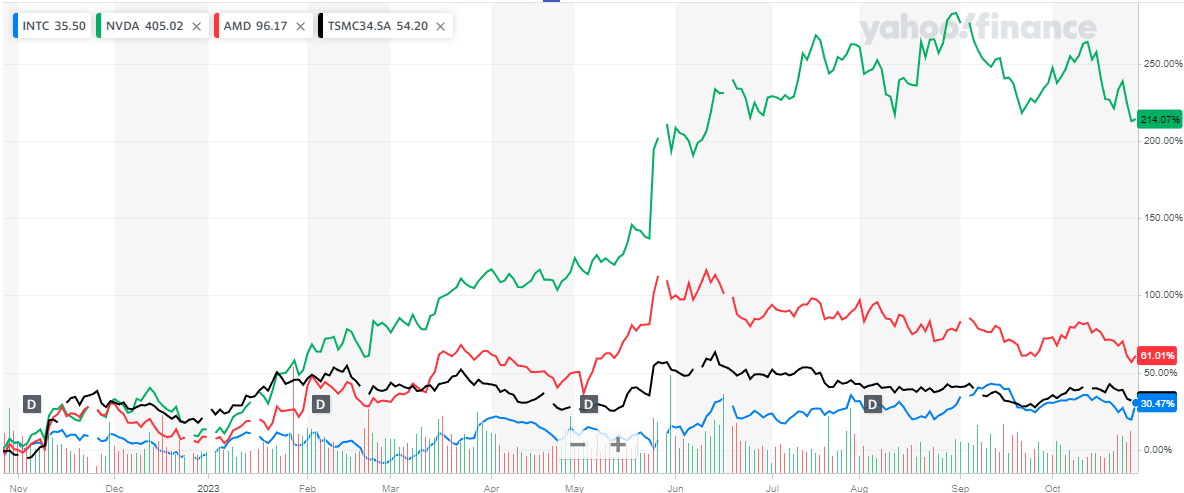 INTC 35.50 NVDA 405.02 × AMD 96.17 × TSMC34.SA 54.20 ×
yahoo!finance
250.00%
214.07%
200.00%
150.00%
100.00%
61.01%
50.00%
30.47%
D D D D
− +
0.00%
Nov Dec 2023 Feb Mar Apr May Jun Jul Aug Sep Oct